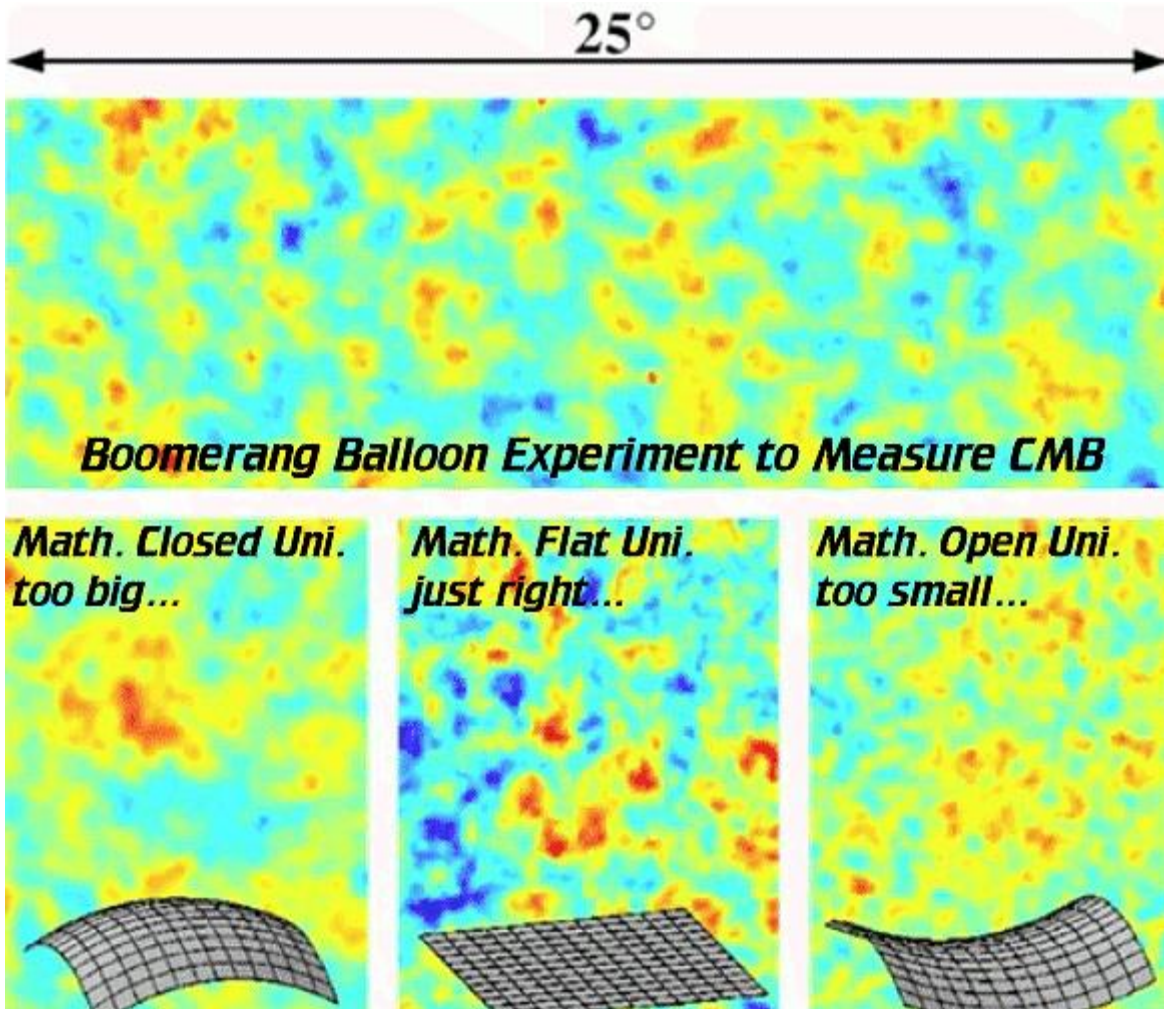 25°
Boomerang Balloon Experiment to Measure CMB
Math. Closed Uni.
too big...
Math. Flat Uni.
just right...
Math. Open Uni.
too small...